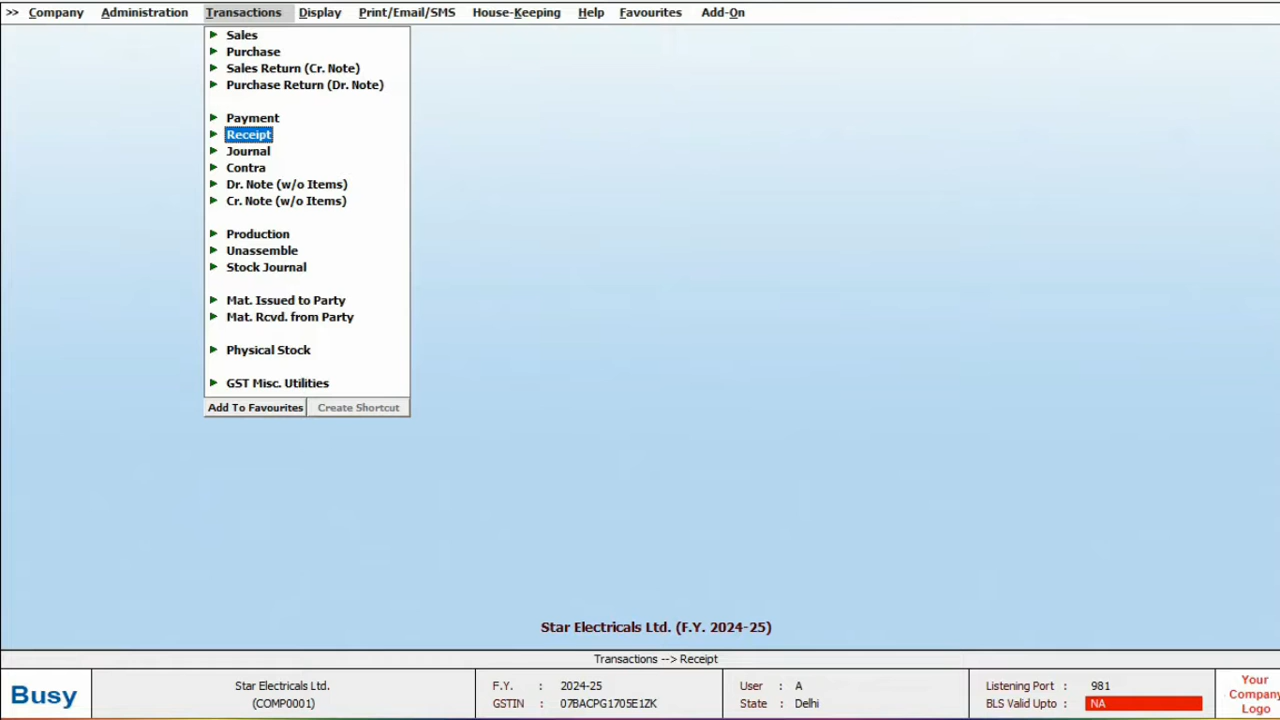 >> Company Administration Transactions Display Print/Email/SMS House-Keeping Help Favourites Add-On
Sales
Purchase
Sales Return (Cr. Note)
Purchase Return (Dr. Note)
Payment
Receipt
Journal
Contra
Dr. Note (w/o Items)
Cr. Note (w/o Items)
Production
Unassemble
Stock Journal
Mat. Issued to Party
Mat. Rcvd. from Party
Physical Stock
GST Misc. Utilities
Add To Favourites Create Shortcut
Star Electricals Ltd. (F.Y. 2024-25)
Transactions --> Receipt
Busy
Star Electricals Ltd.
(COMP0001)
F.Y. : 2024-25
GSTIN : 07BACPG1705E1ZK
User : A
State : Delhi
Listening Port : 981
BLS Valid Upto : NA
Your
Company
Logo